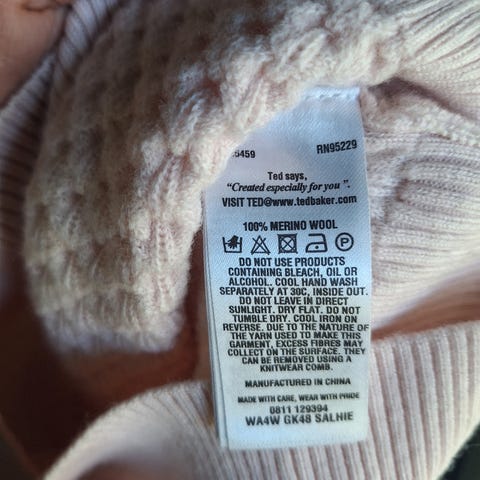 5459
RN95229
Ted says,
"Created especially for you".
VISIT TED@www.tedbaker.com
100% MERINO WOOL
DO NOT USE PRODUCTS
CONTAINING BLEACH, OIL OR
ALCOHOL. COOL HAND WASH
SEPARATELY AT 30C, INSIDE OUT.
DO NOT LEAVE IN DIRECT
SUNLIGHT. DRY FLAT. DO NOT
TUMBLE DRY. COOL IRON ON
REVERSE. DUE TO THE NATURE OF
THE YARN USED TO MAKE THIS
GARMENT, EXCESS FIBRES MAY
COLLECT ON THE SURFACE. THEY
CAN BE REMOVED USING A
KNITWEAR COMB.
MANUFACTURED IN CHINA
MADE WITH CARE, WEAR WITH PRIDE
0811 129394
WA4W GK48 SALHIE